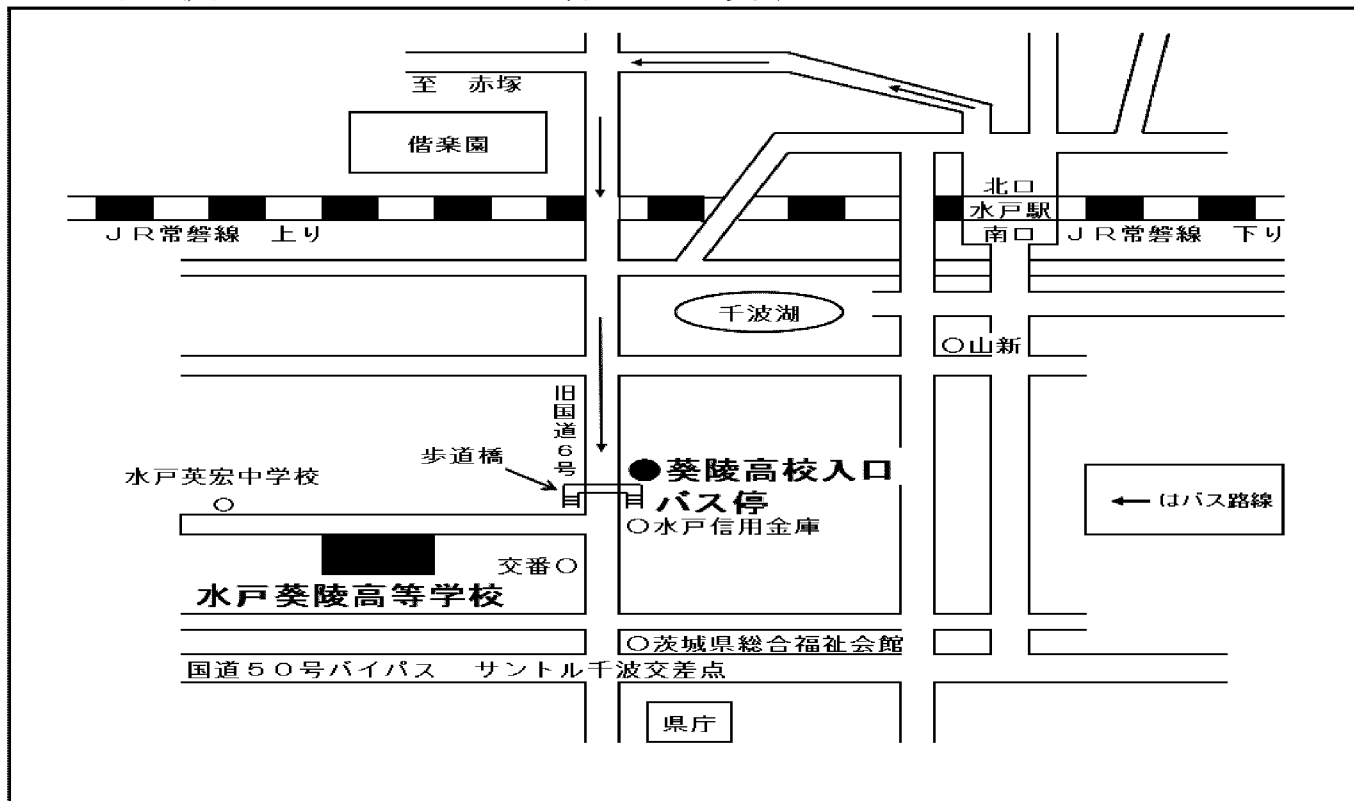 至 赤塚
偕楽園
北口
水戸駅
南口
JR常磐線 上り
JR常磐線 下り
千波湖
○山新
旧国道6号
歩道橋
水戸英宏中学校
○
●葵陵高校入口
バス停
○水戸信用金庫
←はバス路線
交番○
水戸葵陵高等学校
○茨城県総合福祉会館
国道50号バイパス サントル千波交差点
県庁